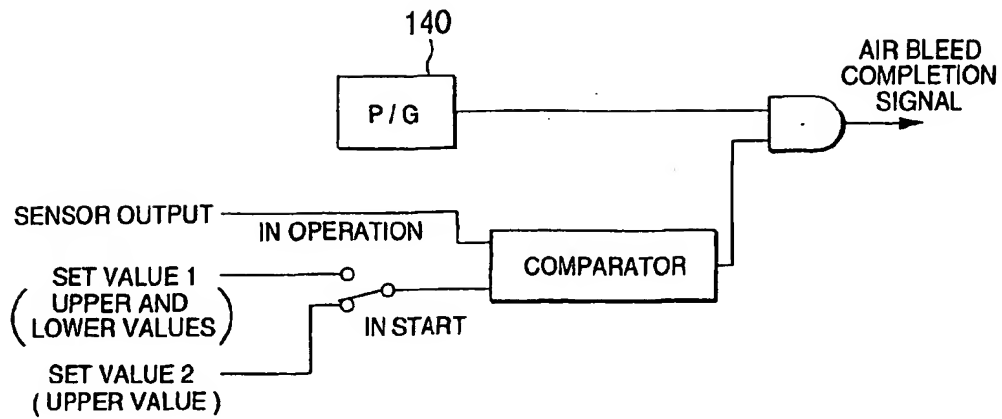 140
P / G
AIR BLEED
COMPLETION
SIGNAL
SENSOR OUTPUT
IN OPERATION
COMPARATOR
SET VALUE 1
( UPPER AND
LOWER VALUES )
IN START
SET VALUE 2
( UPPER VALUE )